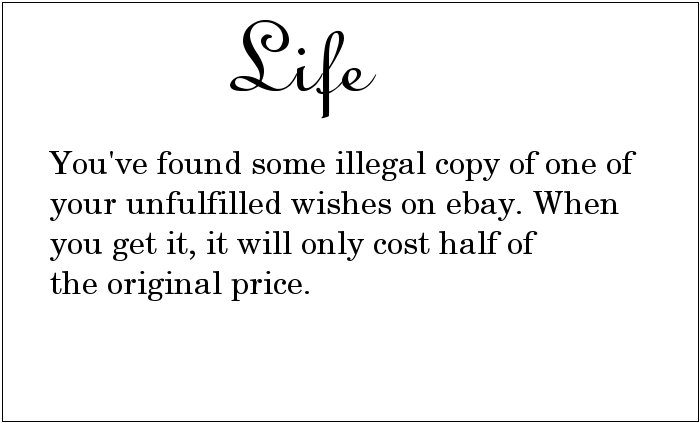 Life
You've found some illegal copy of one of
your unfulfilled wishes on ebay. When
you get it, it will only cost half of
the original price.